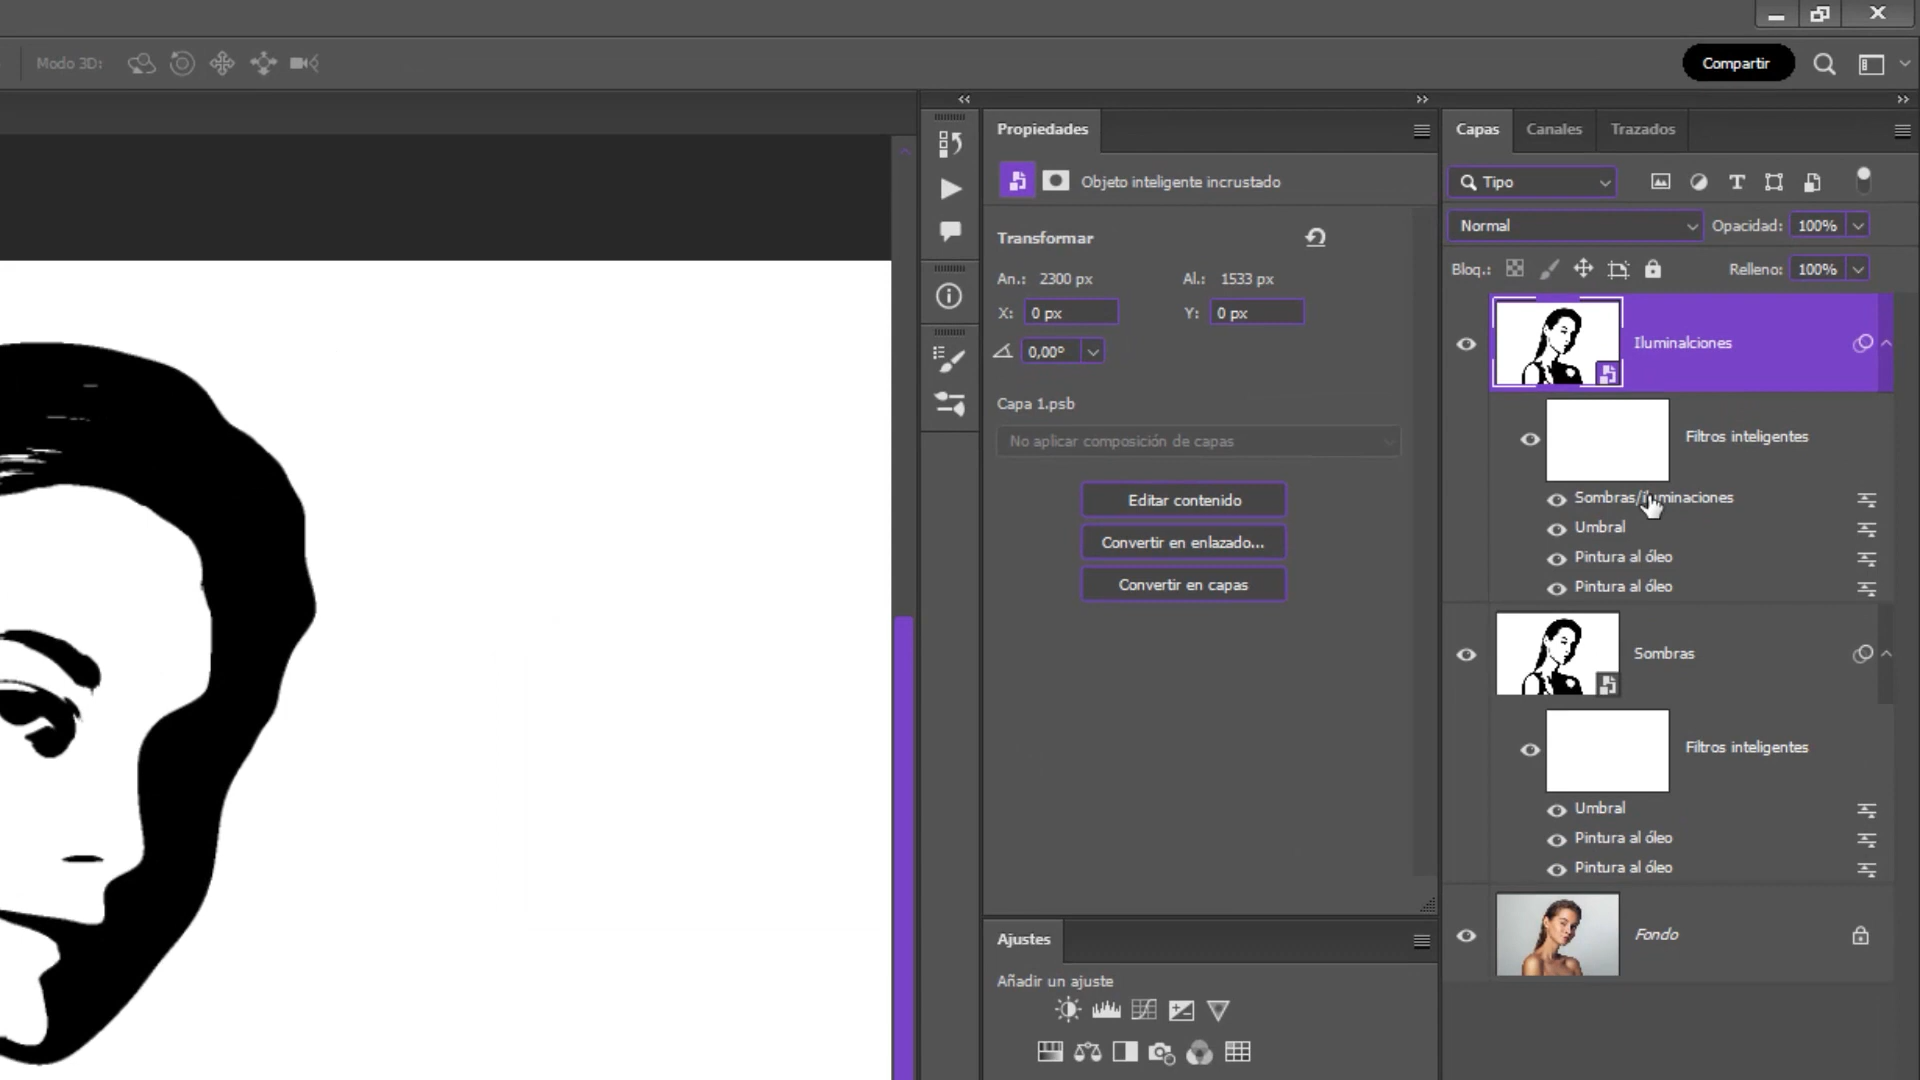 Modo 3D:
Compartir
Propiedades
Capas
Canales
Trazados
Objeto inteligente incrustado
Tipo
Normal
Opacidad:
100%
Transformar
Bloq.:
Relleno:
100%
An.: 2300 px
Al.: 1533 px
X: 0 px
Y: 0 px
0,00°
Capa 1.psb
No aplicar composición de capas
Editar contenido
Convertir en enlazado...
Convertir en capas
Iluminalciones
Filtros inteligentes
Sombras/iluminaciones
Umbral
Pintura al óleo
Pintura al óleo
Sombras
Filtros inteligentes
Umbral
Pintura al óleo
Pintura al óleo
Fondo
Ajustes
Añadir un ajuste